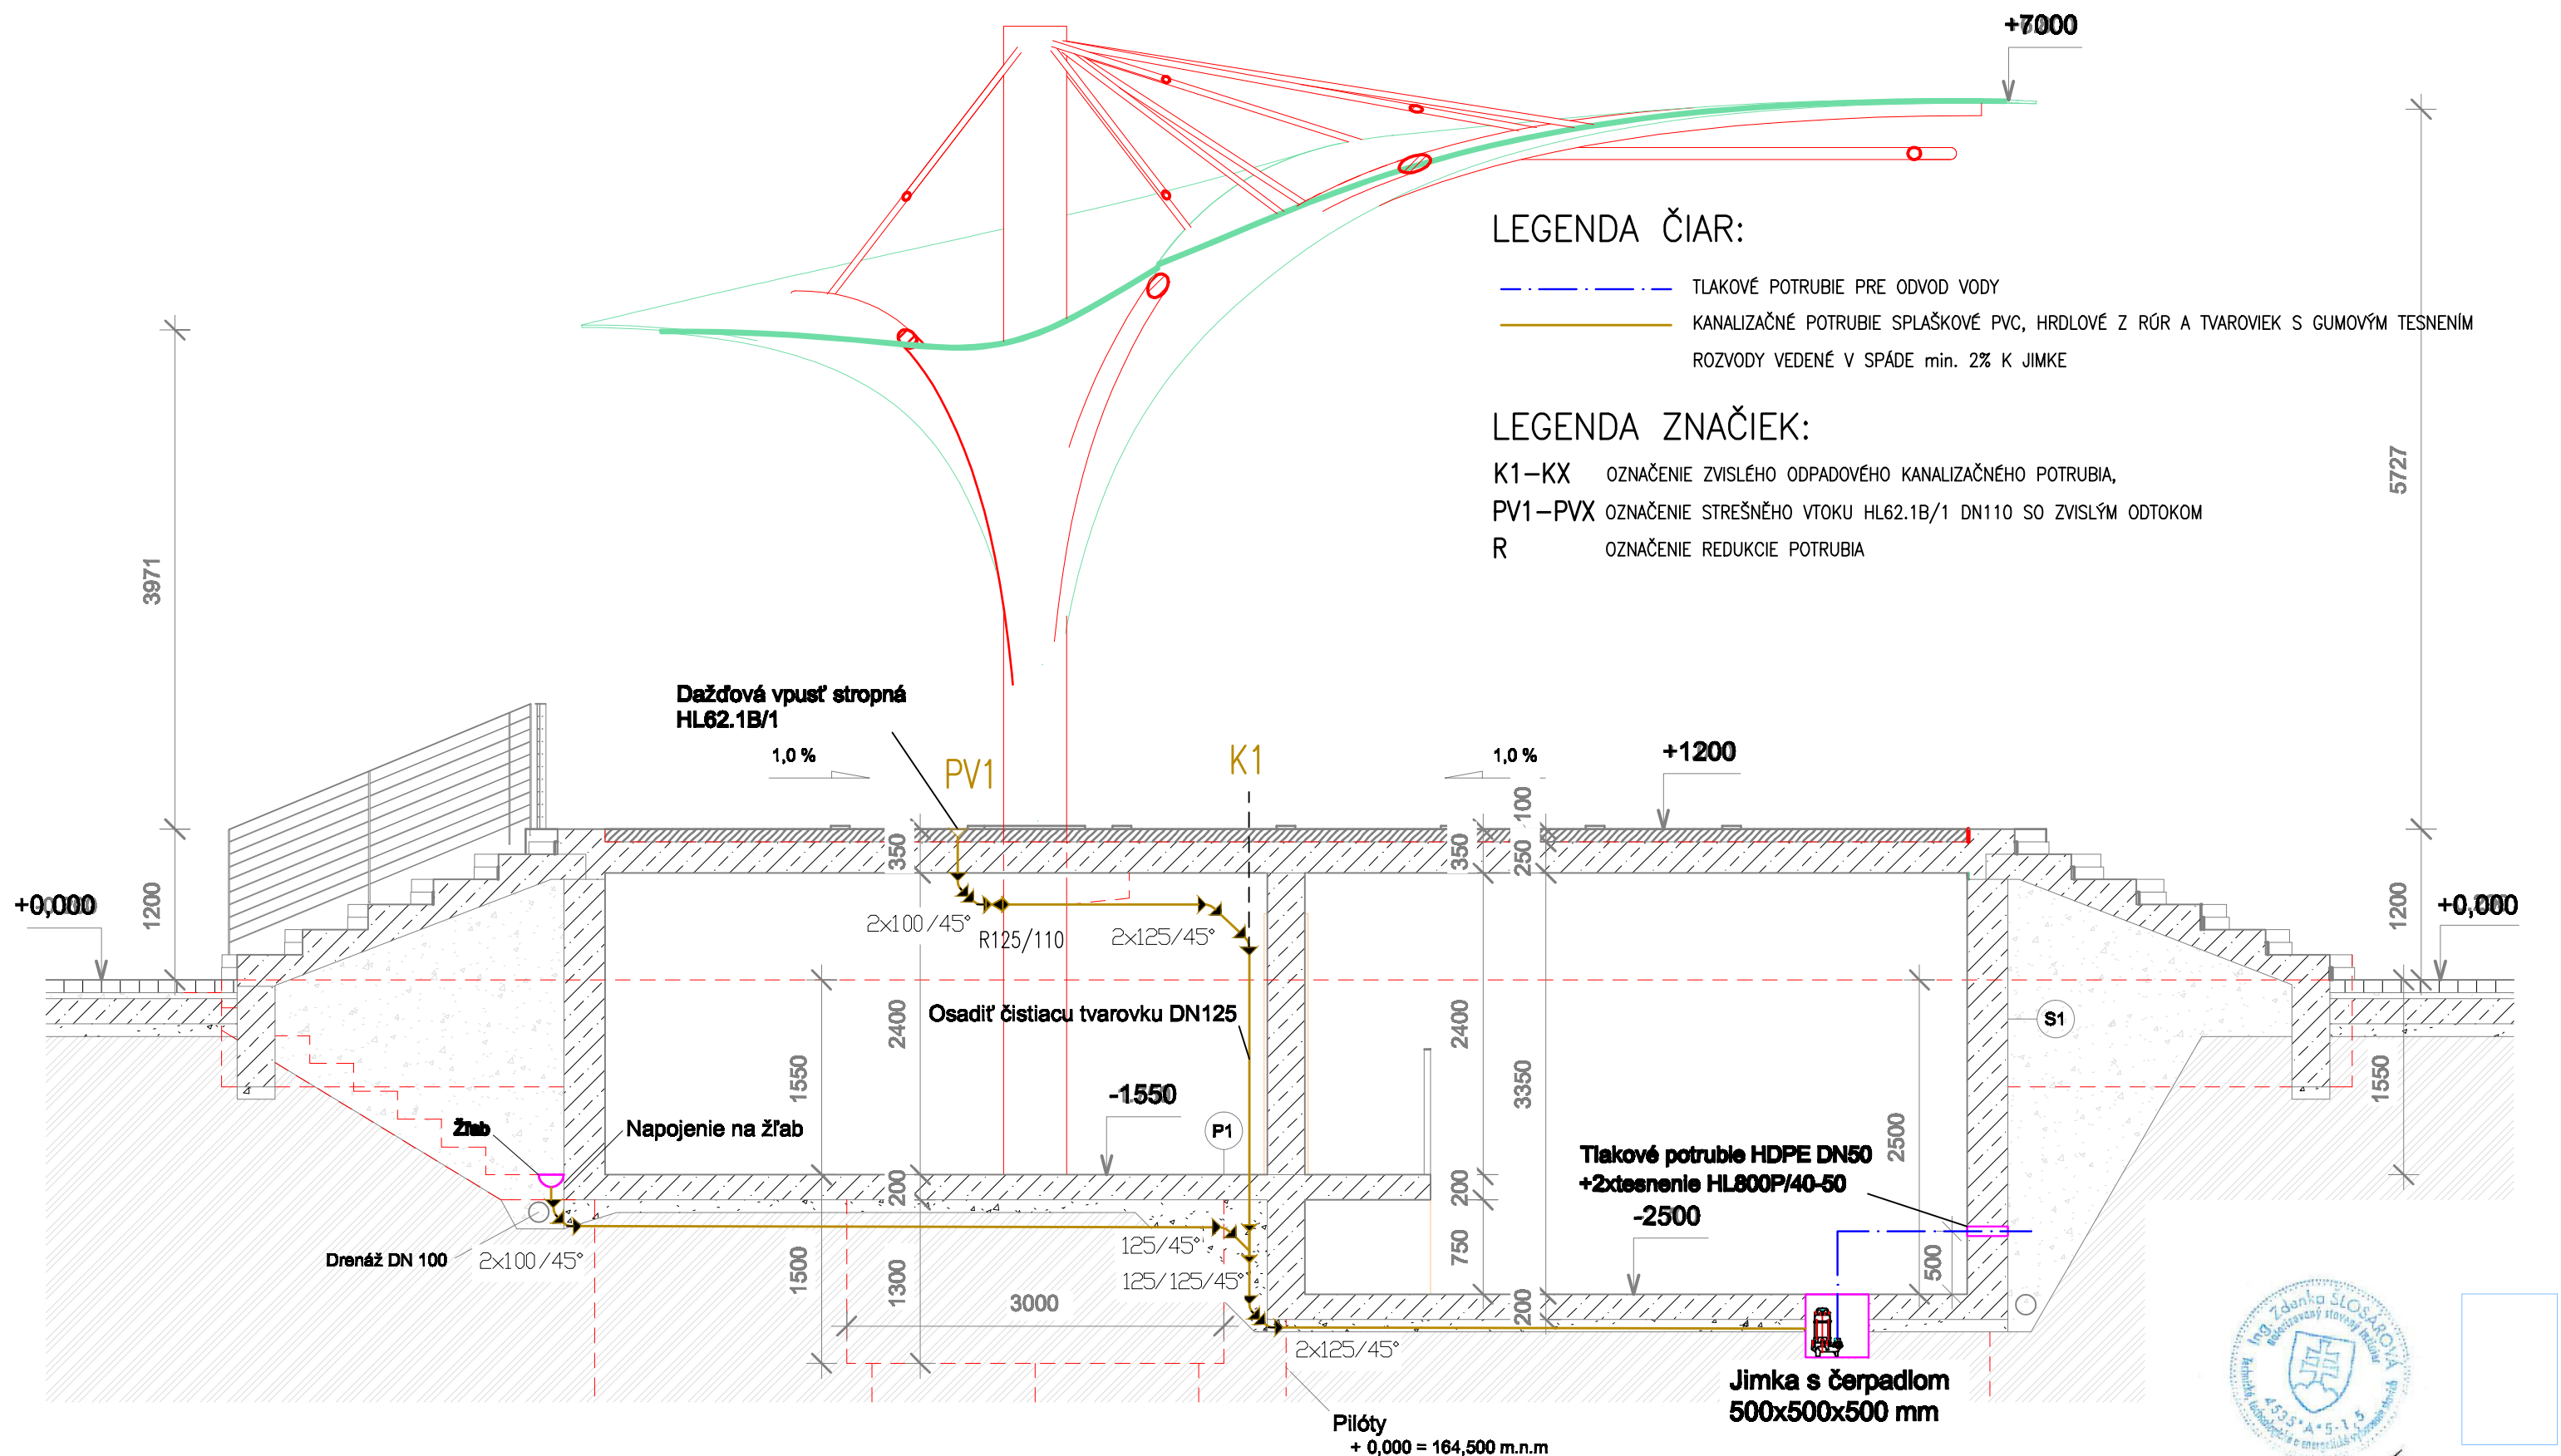 +7000
LEGENDA ČIAR:
TLAKOVÉ POTRUBIE PRE ODVOD VODY
KANALIZAČNÉ POTRUBIE SPLAŠKOVÉ PVC, HRDLOVÉ Z RÚR A TVAROVIEK S GUMOVÝM TESNENÍM
ROZVODY VEDENÉ V SPÁDE min. 2% K JIMKE
LEGENDA ZNAČIEK:
K1-KX OZNAČENIE ZVISLÉHO ODPADOVÉHO KANALIZAČNÉHO POTRUBIA,
PV1-PVX OZNAČENIE STREŠNÉHO VTOKU HL62.1B/1 DN110 SO ZVISLÝM ODTOKOM
R OZNAČENIE REDUKCIE POTRUBIA
3971
5727
Dažďová vpusť stropná
HL62.1B/1
1,0 %
PV1
K1
1,0 %
+1200
100
350
350
250
+0,000
1200
1200
+0,000
2x100/45°
R125/110
2x125/45°
Osadiť čistiacu tvarovku DN125
S1
2400
2400
1550
3350
1550
-1550
2500
Žľab
Napojenie na žľab
P1
Tlakové potrubie HDPE DN50
+2xtesnenie HL800P/40-50
-2500
200
200
Drenáž DN 100
2x100/45°
125/45°
125/125/45°
750
500
1500
1300
3000
200
2x125/45°
Jimka s čerpadlom
500x500x500 mm
Pilóty
+ 0,000 = 164,500 m.n.m
Ing. Zdenka SLOSÁROVÁ
4535*A*5-1,5